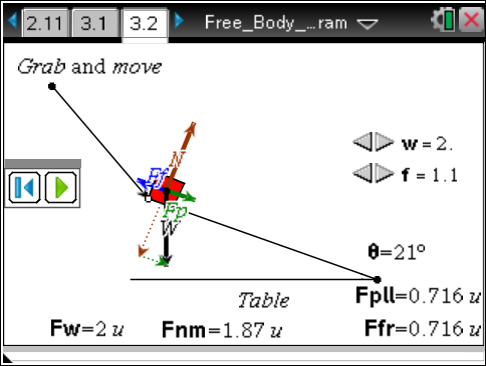 2.11 3.1 3.2 Free_Body_…ram
Grab and move
w = 2.
f = 1.1
N
Ff
Fp
W
θ=21°
Table
Fpll=0.716 u
Fw=2 u Fnm=1.87 u Ffr=0.716 u